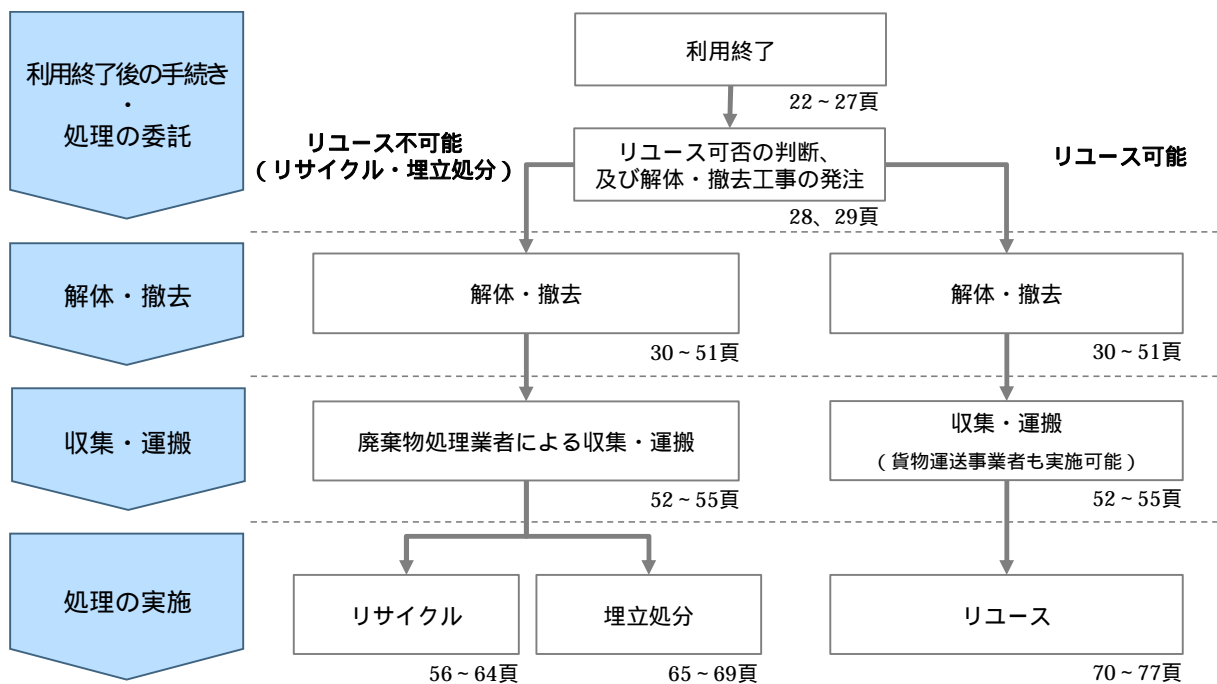 利用終了後の手続き
・
処理の委託
利用終了
22～27頁
リユース不可能
（リサイクル・埋立処分）
リユース可否の判断、
及び解体・撤去工事の発注
リユース可能
28、29頁
解体・撤去
解体・撤去
30～51頁
解体・撤去
30～51頁
収集・運搬
廃棄物処理業者による収集・運搬
52～55頁
収集・運搬
（貨物運送事業者も実施可能）
52～55頁
処理の実施
リサイクル
56～64頁
埋立処分
65～69頁
リユース
70～77頁